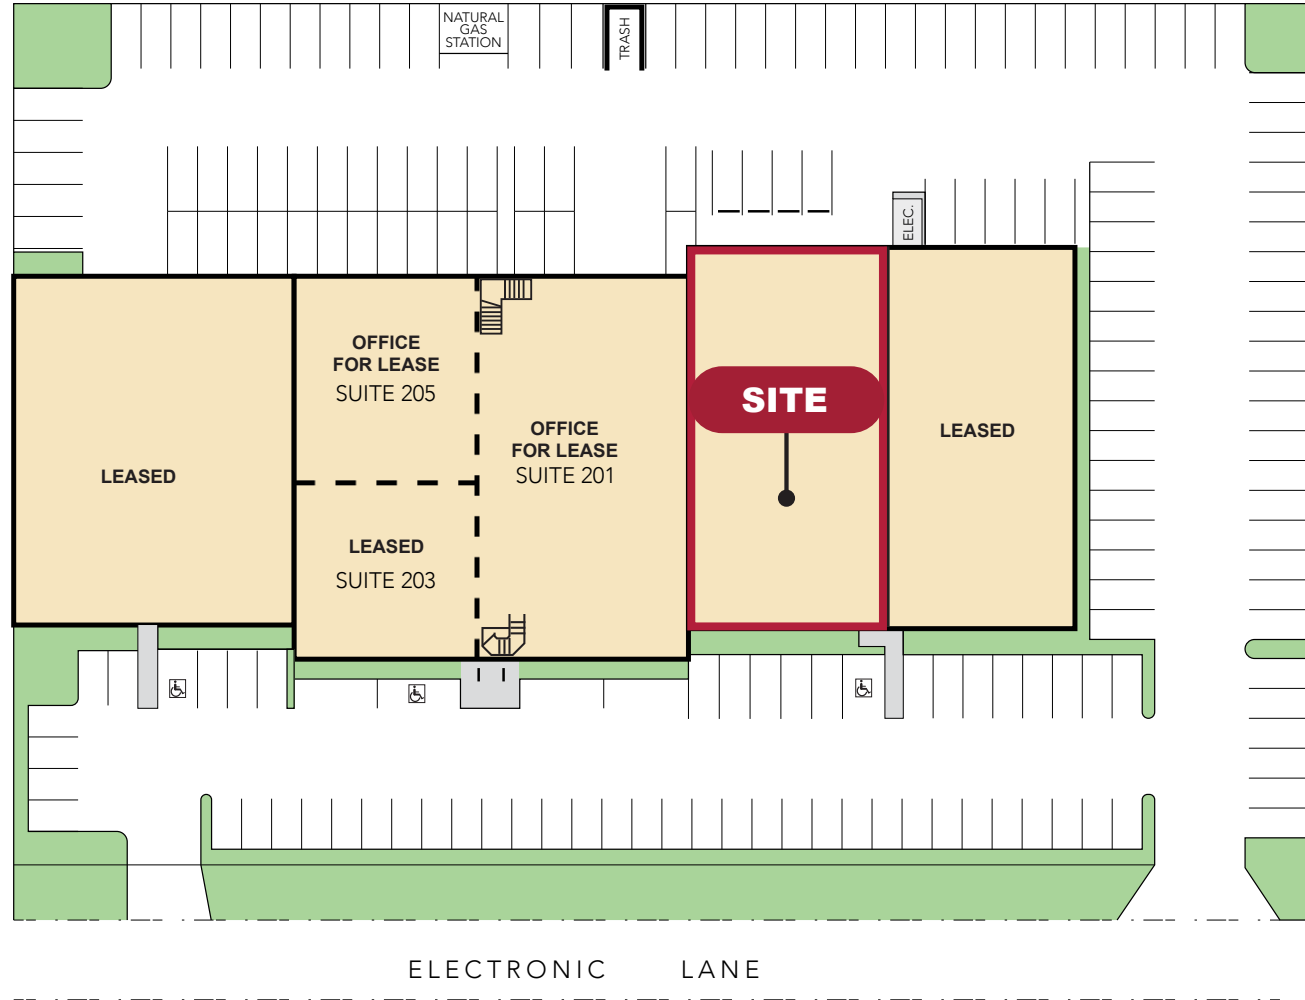 NATURAL
GAS
STATION
TRASH
ELEC.
OFFICE
FOR LEASE
SUITE 205
OFFICE
FOR LEASE
SUITE 201
SITE
LEASED
LEASED
LEASED
SUITE 203
ELECTRONIC LANE